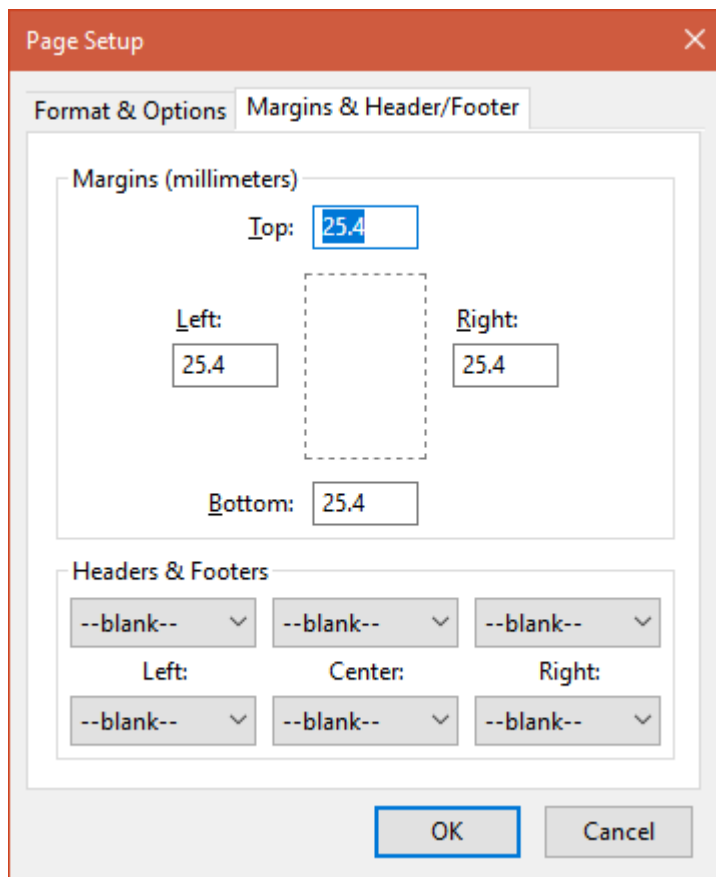 Page Setup
Format & Options Margins & Header/Footer
Margins (millimeters)
Top: 25.4
Left: Right:
25.4 25.4
Bottom: 25.4
Headers & Footers
--blank-- --blank-- --blank--
Left: Center: Right:
--blank-- --blank-- --blank--
OK Cancel